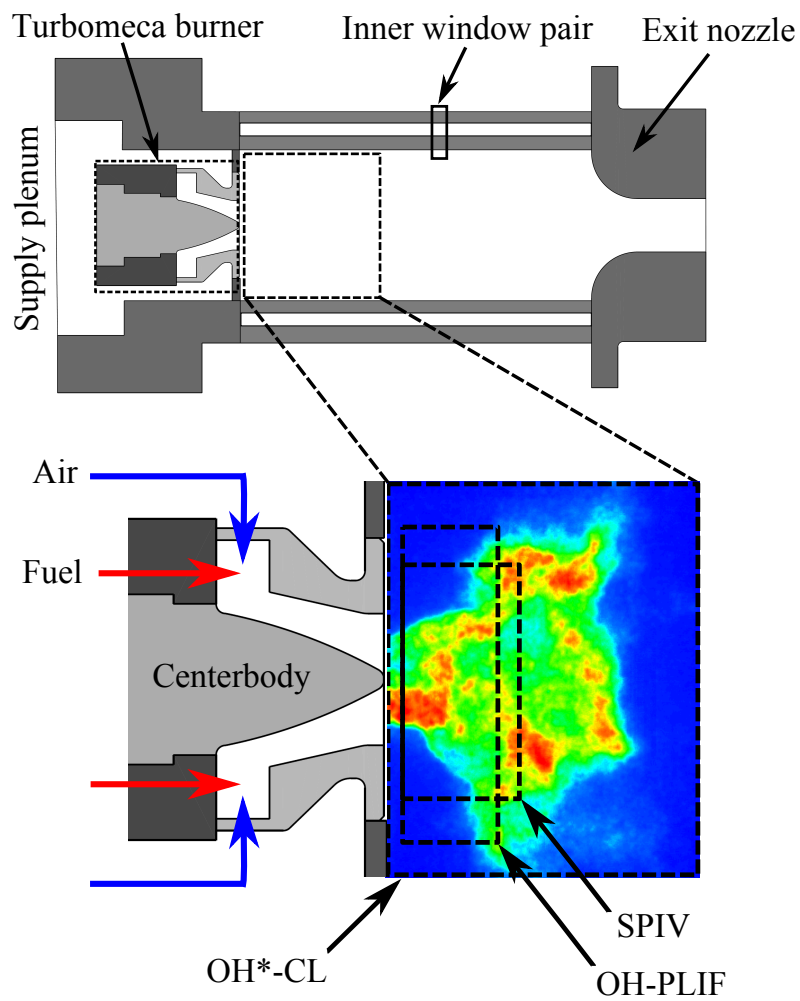 Turbomeca burner
Inner window pair
Exit nozzle
Supply plenum
Air
Fuel
Centerbody
SPIV
OH*-CL
OH-PLIF